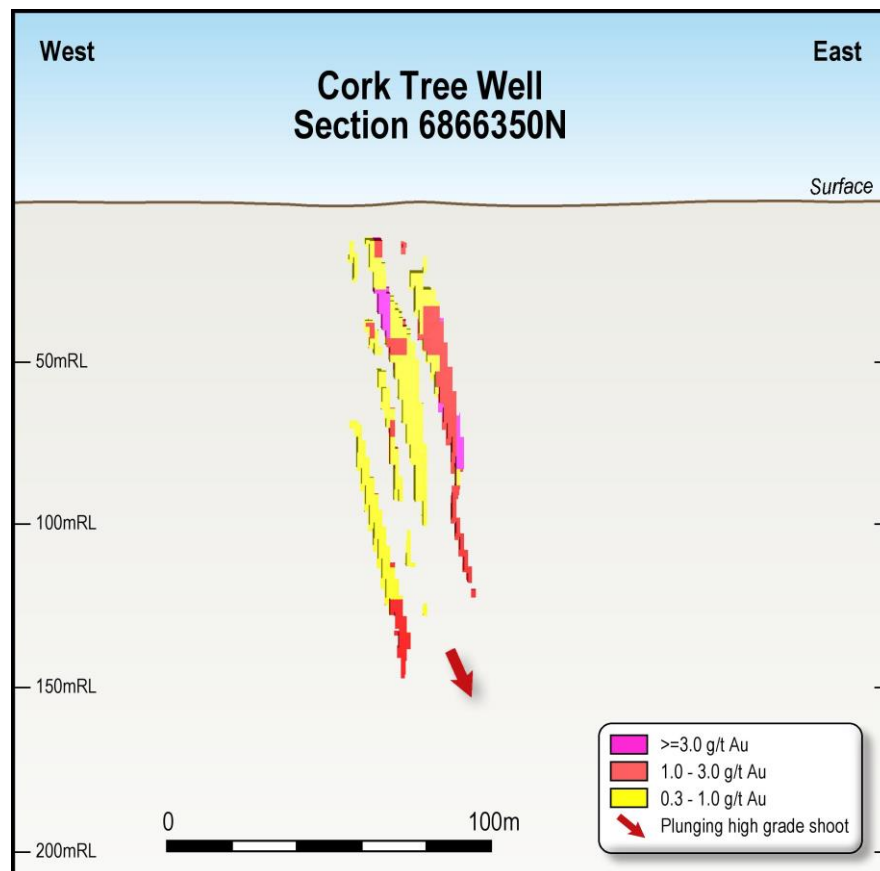 West
East
Cork Tree Well
Section 6866350N
Surface
50mRL
100mRL
150mRL
200mRL
0
100m
>=3.0 g/t Au
1.0 - 3.0 g/t Au
0.3 - 1.0 g/t Au
Plunging high grade shoot